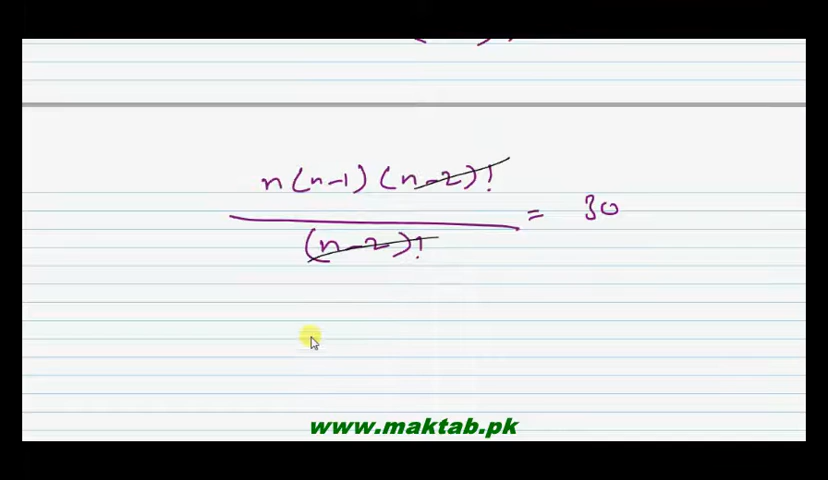 n(n-1)(n-2)!
= 30
(n-2)!
www.maktab.pk